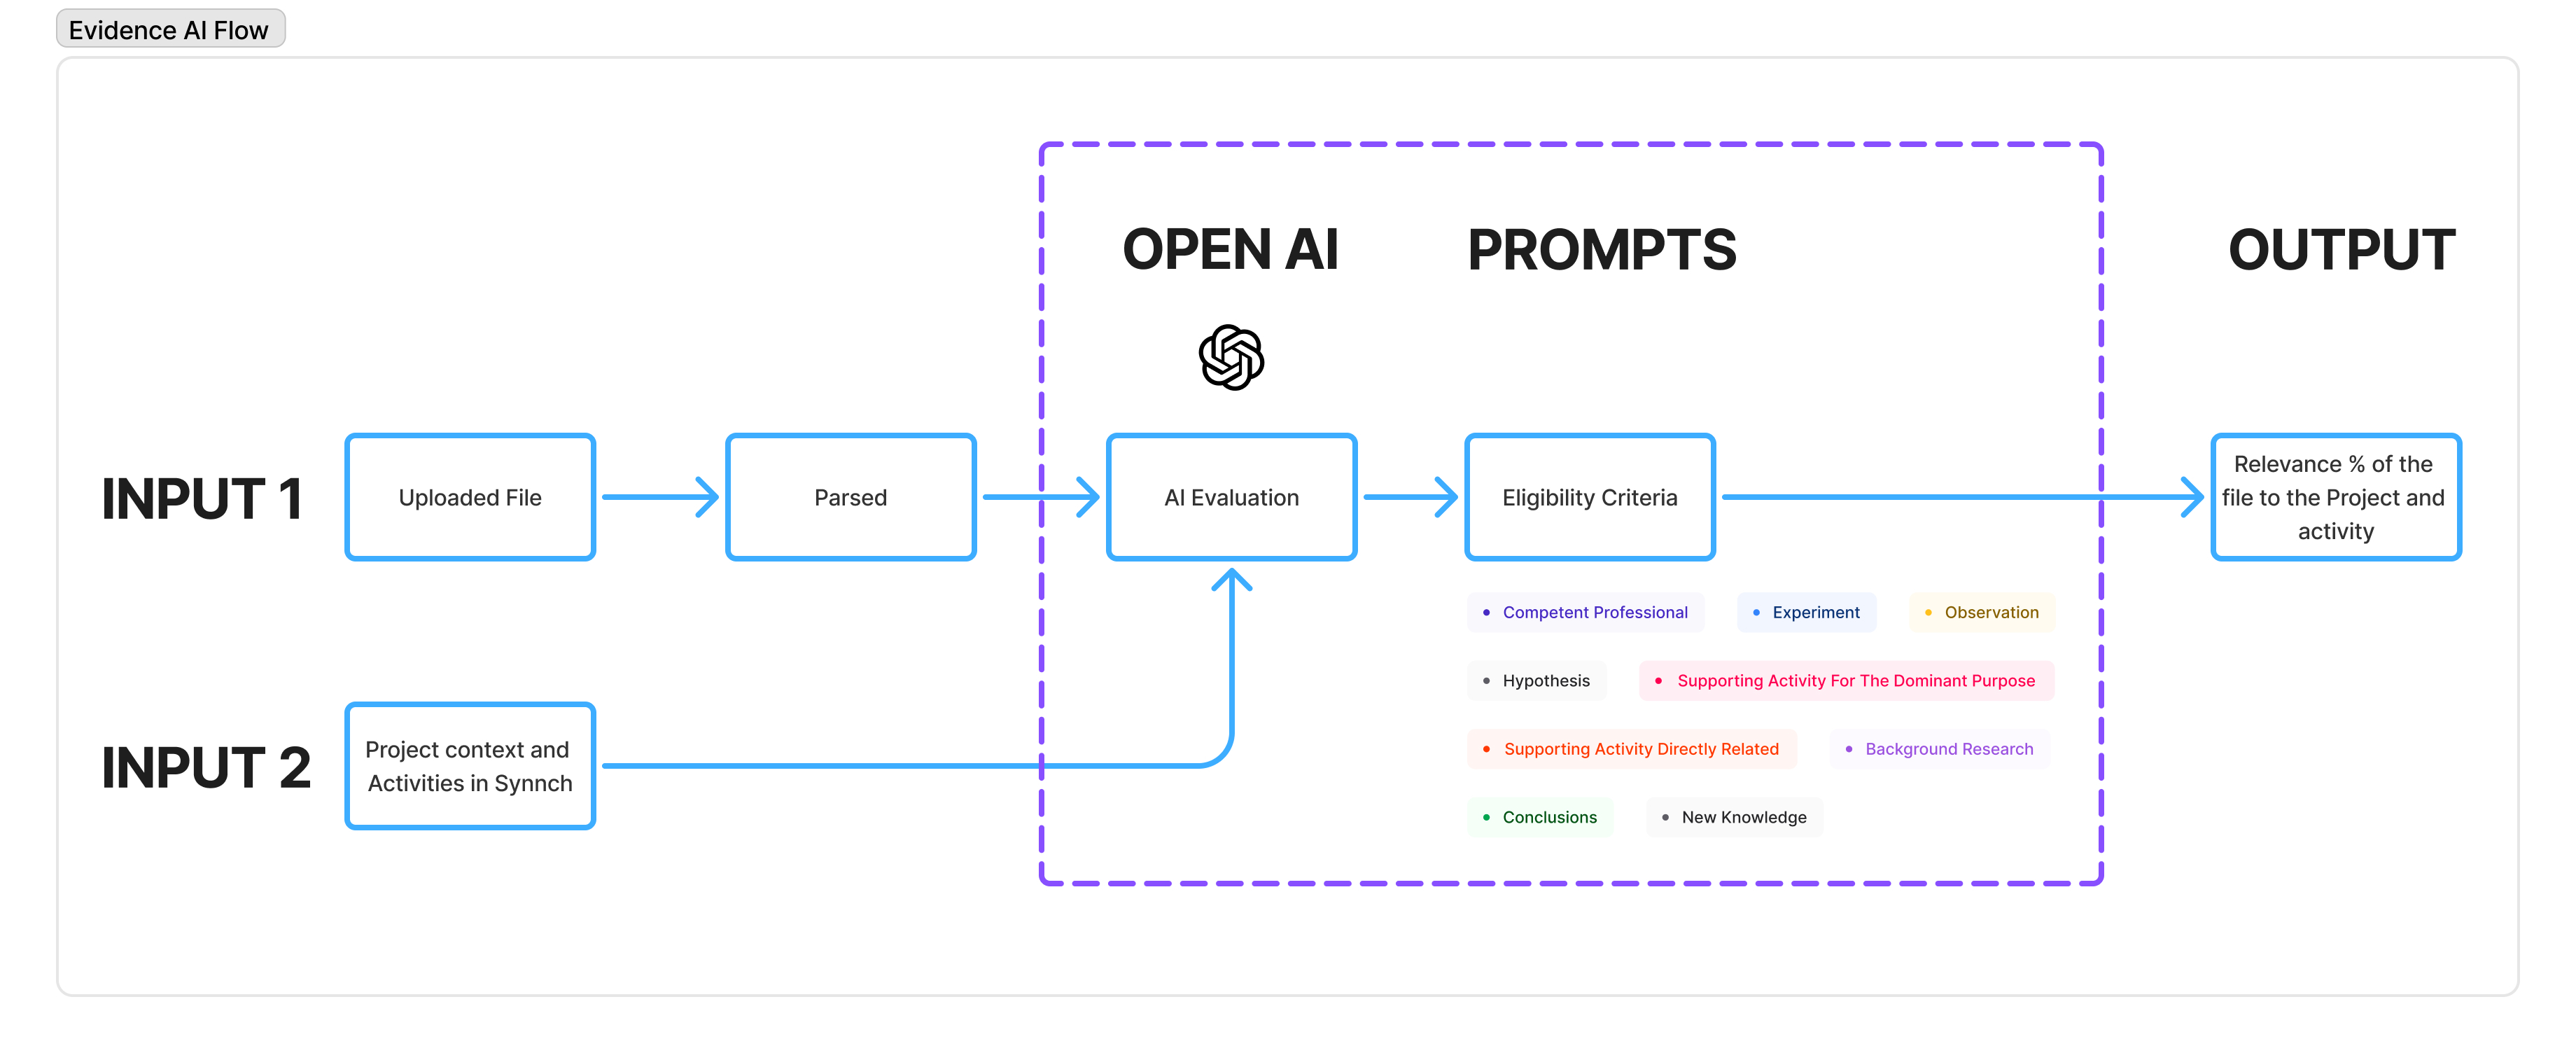 Evidence AI Flow
OPEN AI
PROMPTS
OUTPUT
INPUT 1
Uploaded File
Parsed
AI Evaluation
Eligibility Criteria
Relevance % of the
file to the Project and
activity
Competent Professional
Experiment
Observation
Hypothesis
Supporting Activity For The Dominant Purpose
INPUT 2
Project context and
Activities in Synnch
Supporting Activity Directly Related
Background Research
Conclusions
New Knowledge